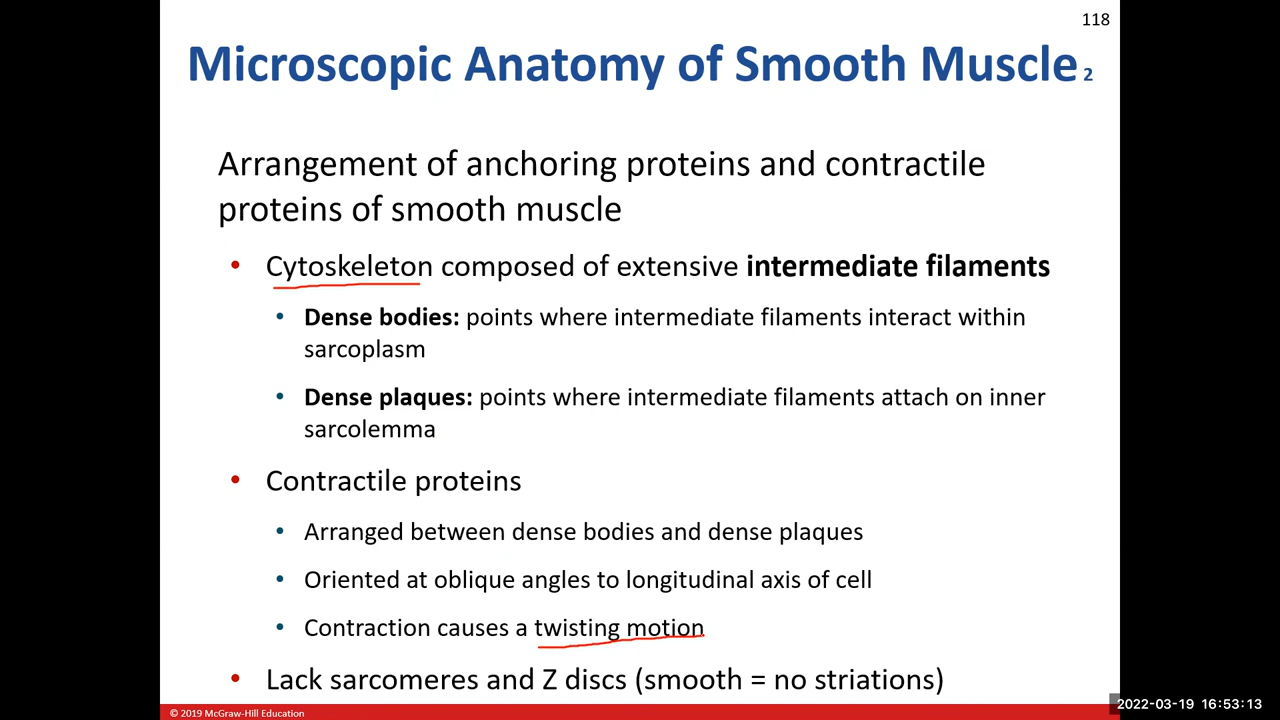 118
Microscopic Anatomy of Smooth Muscle 2
Arrangement of anchoring proteins and contractile
proteins of smooth muscle
• Cytoskeleton composed of extensive intermediate filaments
• Dense bodies: points where intermediate filaments interact within
sarcoplasm
• Dense plaques: points where intermediate filaments attach on inner
sarcolemma
• Contractile proteins
• Arranged between dense bodies and dense plaques
• Oriented at oblique angles to longitudinal axis of cell
• Contraction causes a twisting motion
• Lack sarcomeres and Z discs (smooth = no striations)
© 2019 McGraw-Hill Education
2022-03-19 16:53:13